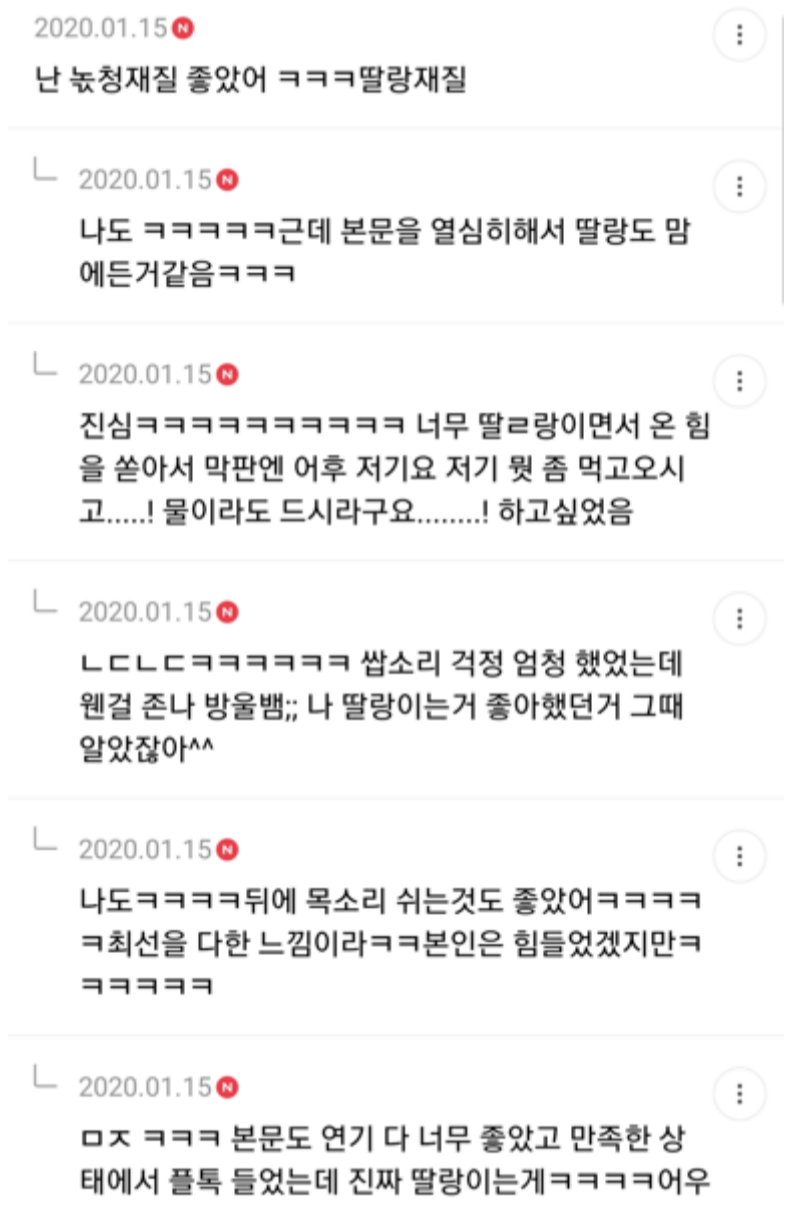 2020.01.15 N
난 놊청재질 좋았어 ㅋㅋㅋ딸랑재질
2020.01.15 N
나도 ㅋㅋㅋㅋㅋ근데 본문을 열심히해서 딸랑도 맘
에든거같음ㅋㅋㅋ
2020.01.15 N
진심ㅋㅋㅋㅋㅋㅋㅋㅋㅋㅋ 너무 딸ㄹ랑이면서 온 힘
을 쏟아서 막판엔 어후 저기요 저기 뭣 좀 먹고오시
고.....! 물이라도 드시라구요........! 하고싶었음
2020.01.15 N
ㄴㄷㄴㄷㅋㅋㅋㅋㅋㅋ 쌉소리 걱정 엄청 했었는데
웬걸 존나 방울뱀;; 나 딸랑이는거 좋아했던거 그때
알았잖아^^
2020.01.15 N
나도ㅋㅋㅋㅋ뒤에 목소리 쉬는것도 좋았어ㅋㅋㅋㅋ
ㅋ최선을 다한 느낌이라ㅋㅋ본인은 힘들었겠지만ㅋ
ㅋㅋㅋㅋㅋ
2020.01.15 N
ㅁㅈ ㅋㅋㅋ 본문도 연기 다 너무 좋았고 만족한 상
태에서 플톡 들었는데 진짜 딸랑이는게ㅋㅋㅋㅋ어우